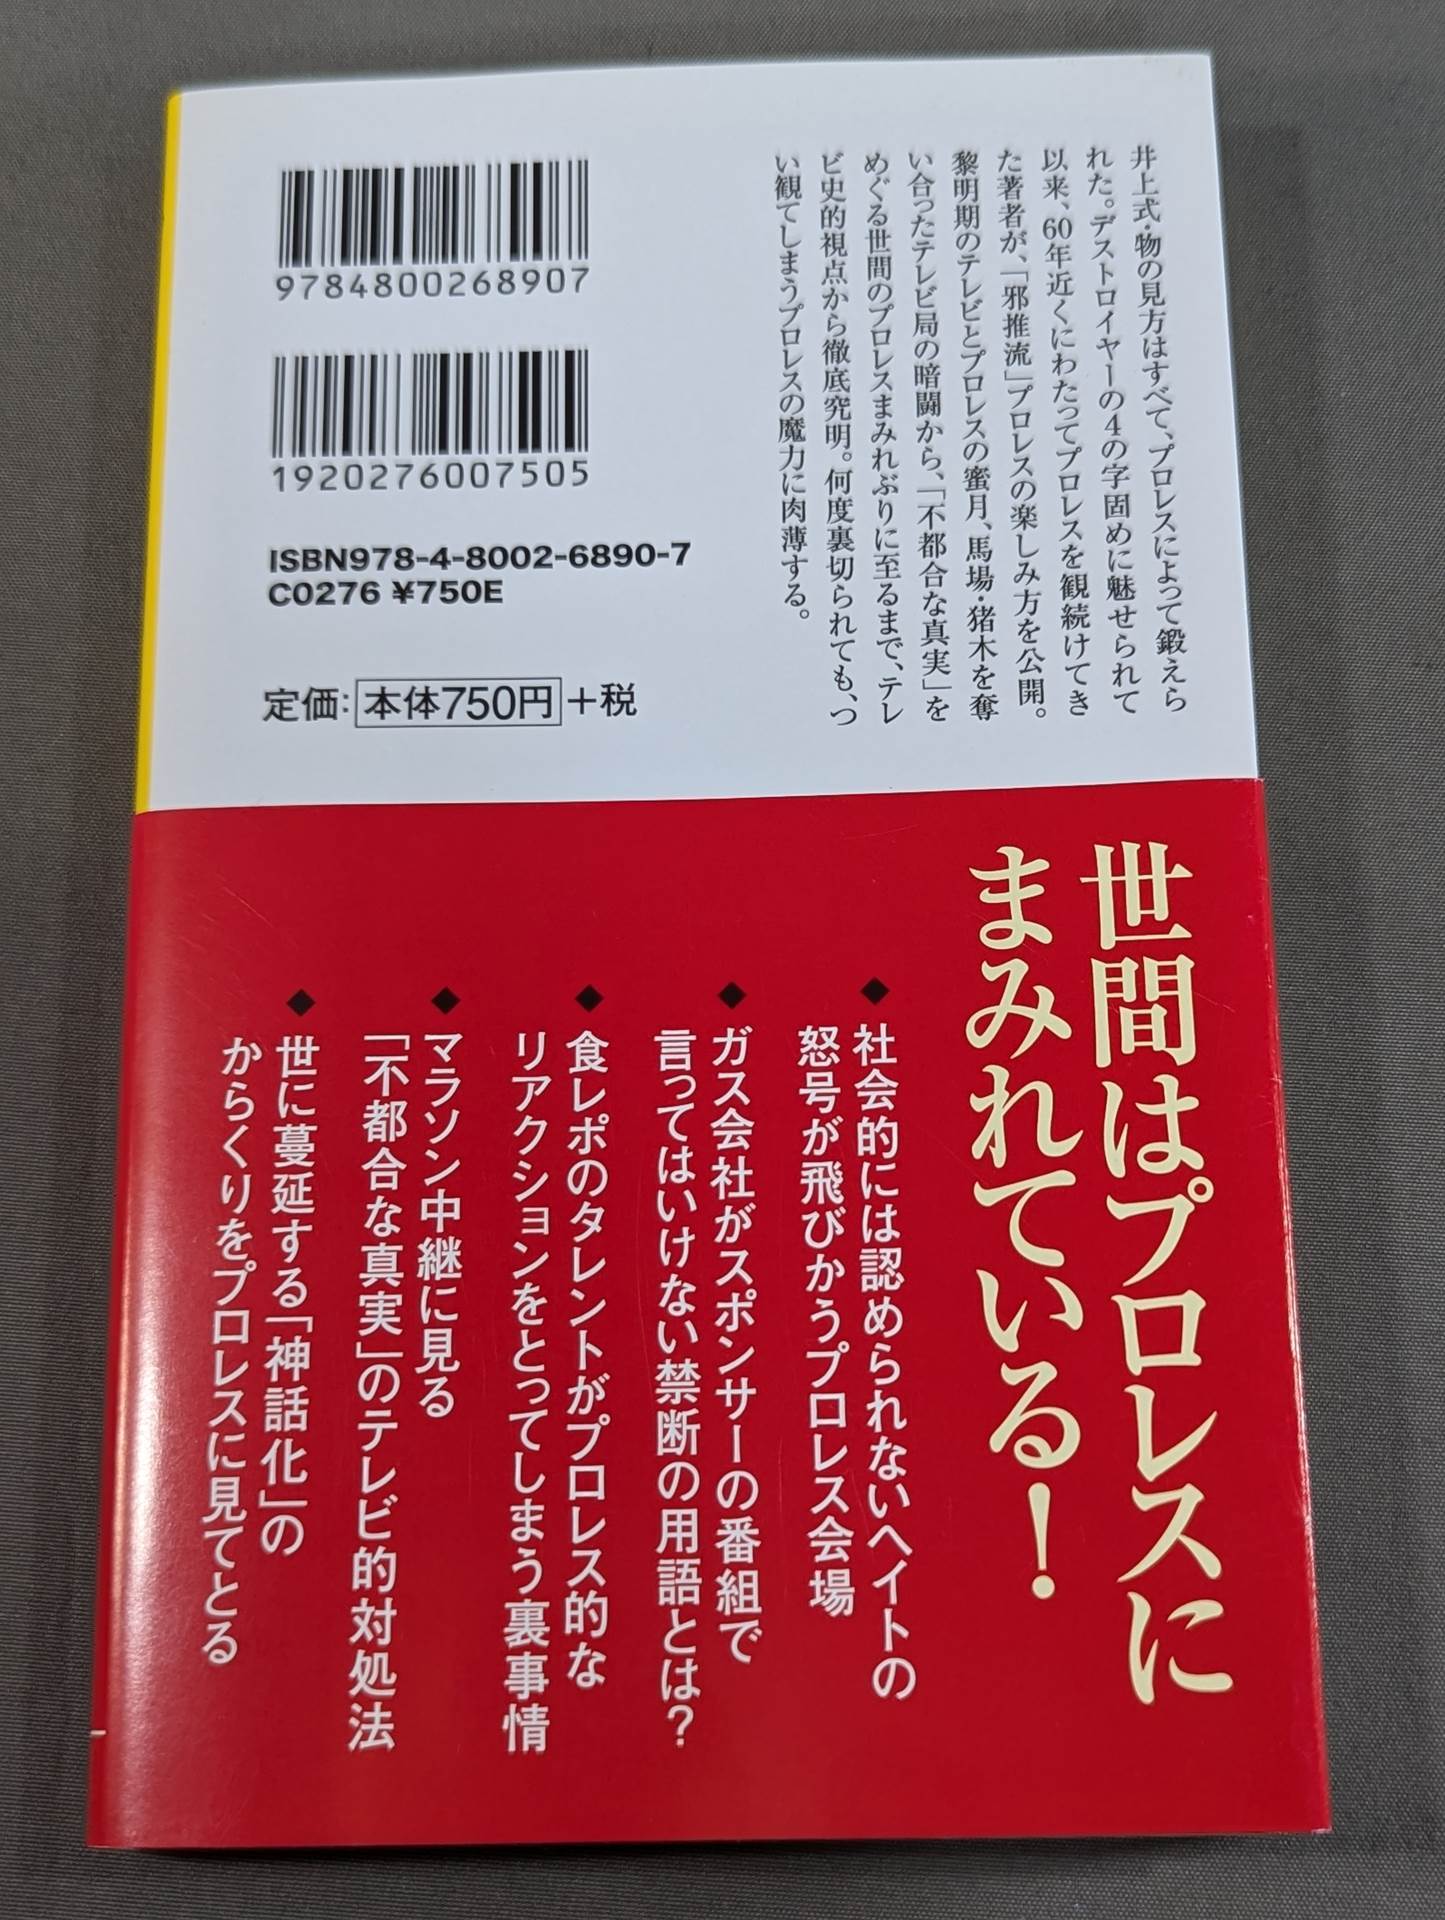 井上式・物の見方はすべて、プロレスによって鍛えら
れた。デストロイヤーの4の字固めに魅せられて
以来、60年近くにわたってプロレスを観続けてき
た著者が、「邪推流」プロレスの楽しみ方を公開。
黎明期のテレビとプロレスの蜜月、馬場・猪木を奪
い合ったテレビ局の暗闘から、「不都合な真実」を
めぐる世間のプロレスまみれぶりに至るまで、テレ
ビ史的視点から徹底究明。何度裏切られても、つ
い観てしまうプロレスの魔力に肉薄する。
9784800268907
1920276007505
ISBN978-4-8002-6890-7
C0276 ¥750E
定価:本体750円+税
世間はプロレスに
まみれている!
◆社会的には認められないヘイトの
怒号が飛びかうプロレス会場
◆ガス会社がスポンサーの番組で
言ってはいけない禁断の用語とは?
◆食レポのタレントがプロレス的な
リアクションをとってしまう裏事情
◆マラソン中継に見る
「不都合な真実」のテレビ的対処法
◆世に蔓延する「神話化」の
からくりをプロレスに見てとる